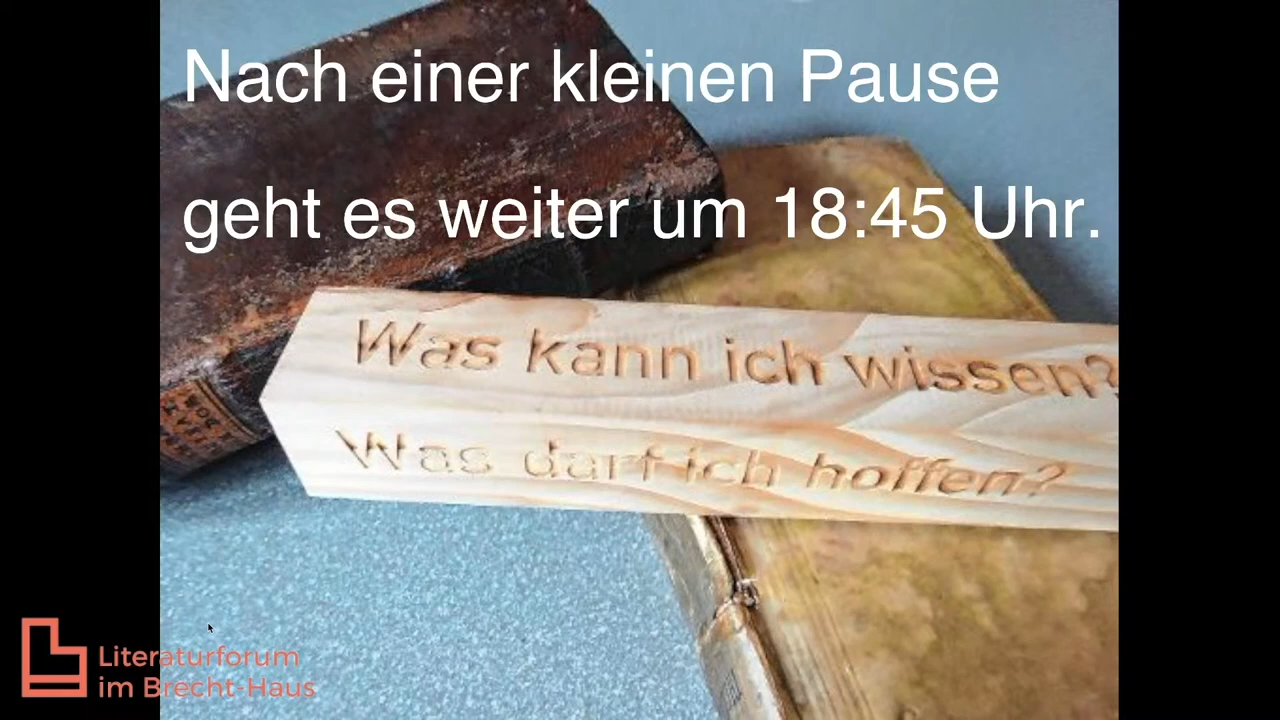 Nach einer kleinen Pause
geht es weiter um 18:45 Uhr.
Was kann ich wissen?
Was darf ich hoffen?
Literaturforum
im Brecht-Haus